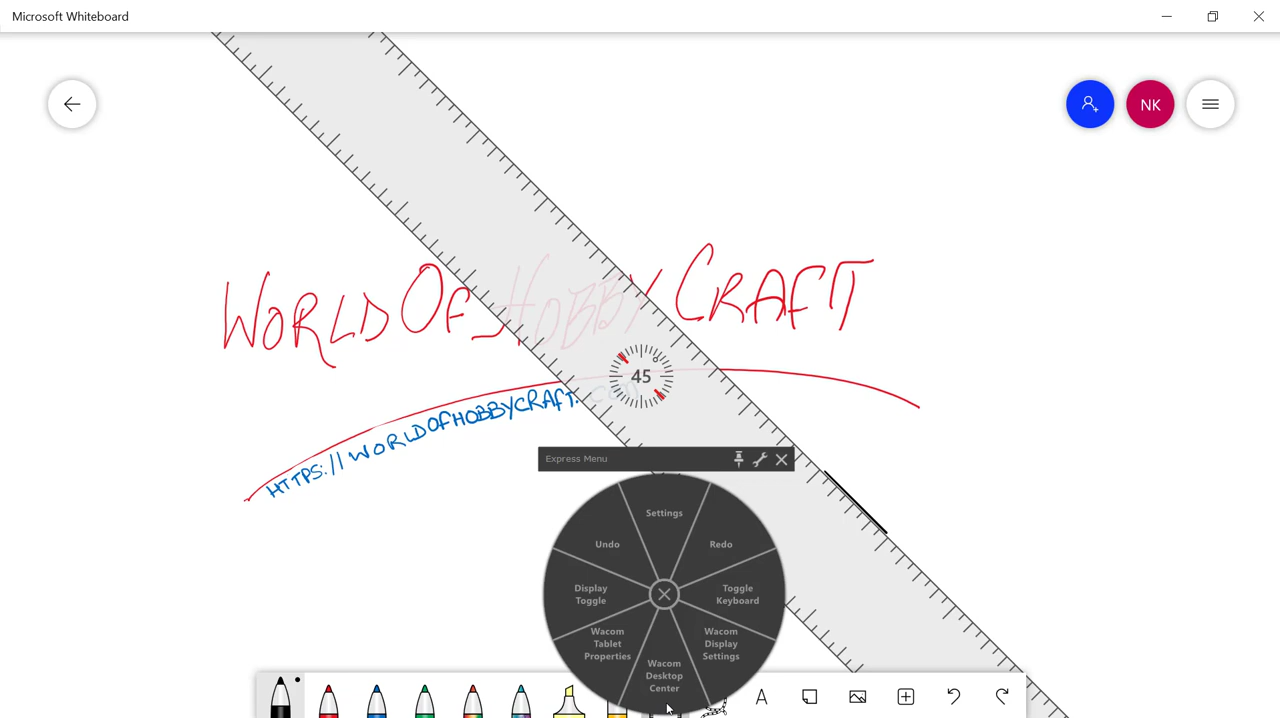 Microsoft Whiteboard
NK
WORLD OF HOBBY CRAFT
45
HTTPS://WORLDOFHOBBYCRAFT.COM
Express Menu
Settings
Undo
Redo
Display
Toggle
Toggle
Keyboard
Wacom
Tablet
Properties
Wacom
Display
Settings
Wacom
Desktop
Center
A